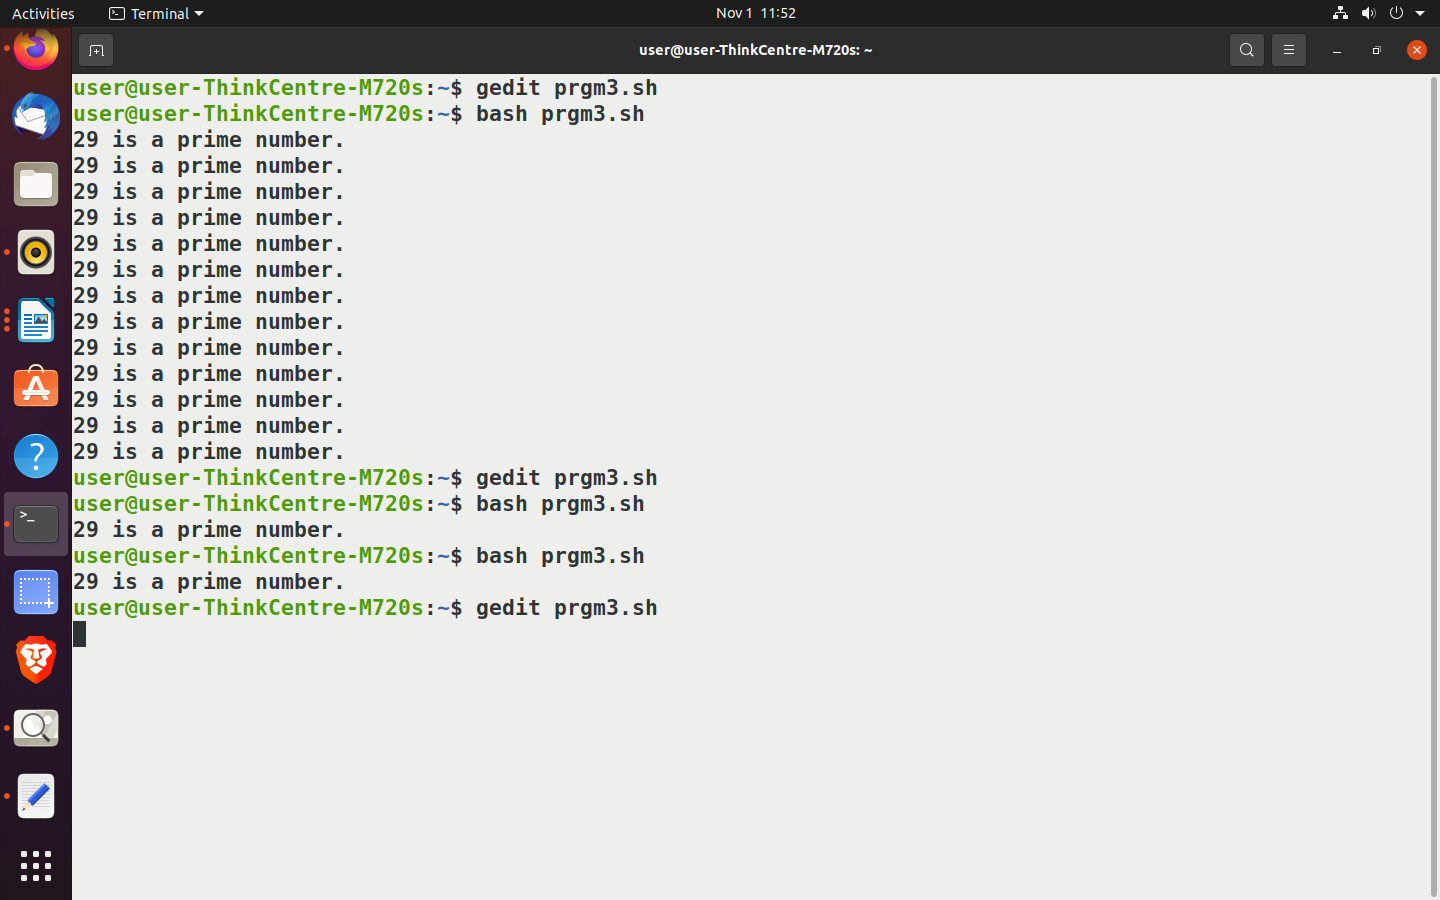 Activities Terminal Nov 1 11:52
user@user-ThinkCentre-M720s: ~
user@user-ThinkCentre-M720s:~$ gedit prgm3.sh
user@user-ThinkCentre-M720s:~$ bash prgm3.sh
29 is a prime number.
29 is a prime number.
29 is a prime number.
29 is a prime number.
29 is a prime number.
29 is a prime number.
29 is a prime number.
29 is a prime number.
29 is a prime number.
29 is a prime number.
29 is a prime number.
29 is a prime number.
29 is a prime number.
user@user-ThinkCentre-M720s:~$ gedit prgm3.sh
user@user-ThinkCentre-M720s:~$ bash prgm3.sh
29 is a prime number.
user@user-ThinkCentre-M720s:~$ bash prgm3.sh
29 is a prime number.
user@user-ThinkCentre-M720s:~$ gedit prgm3.sh